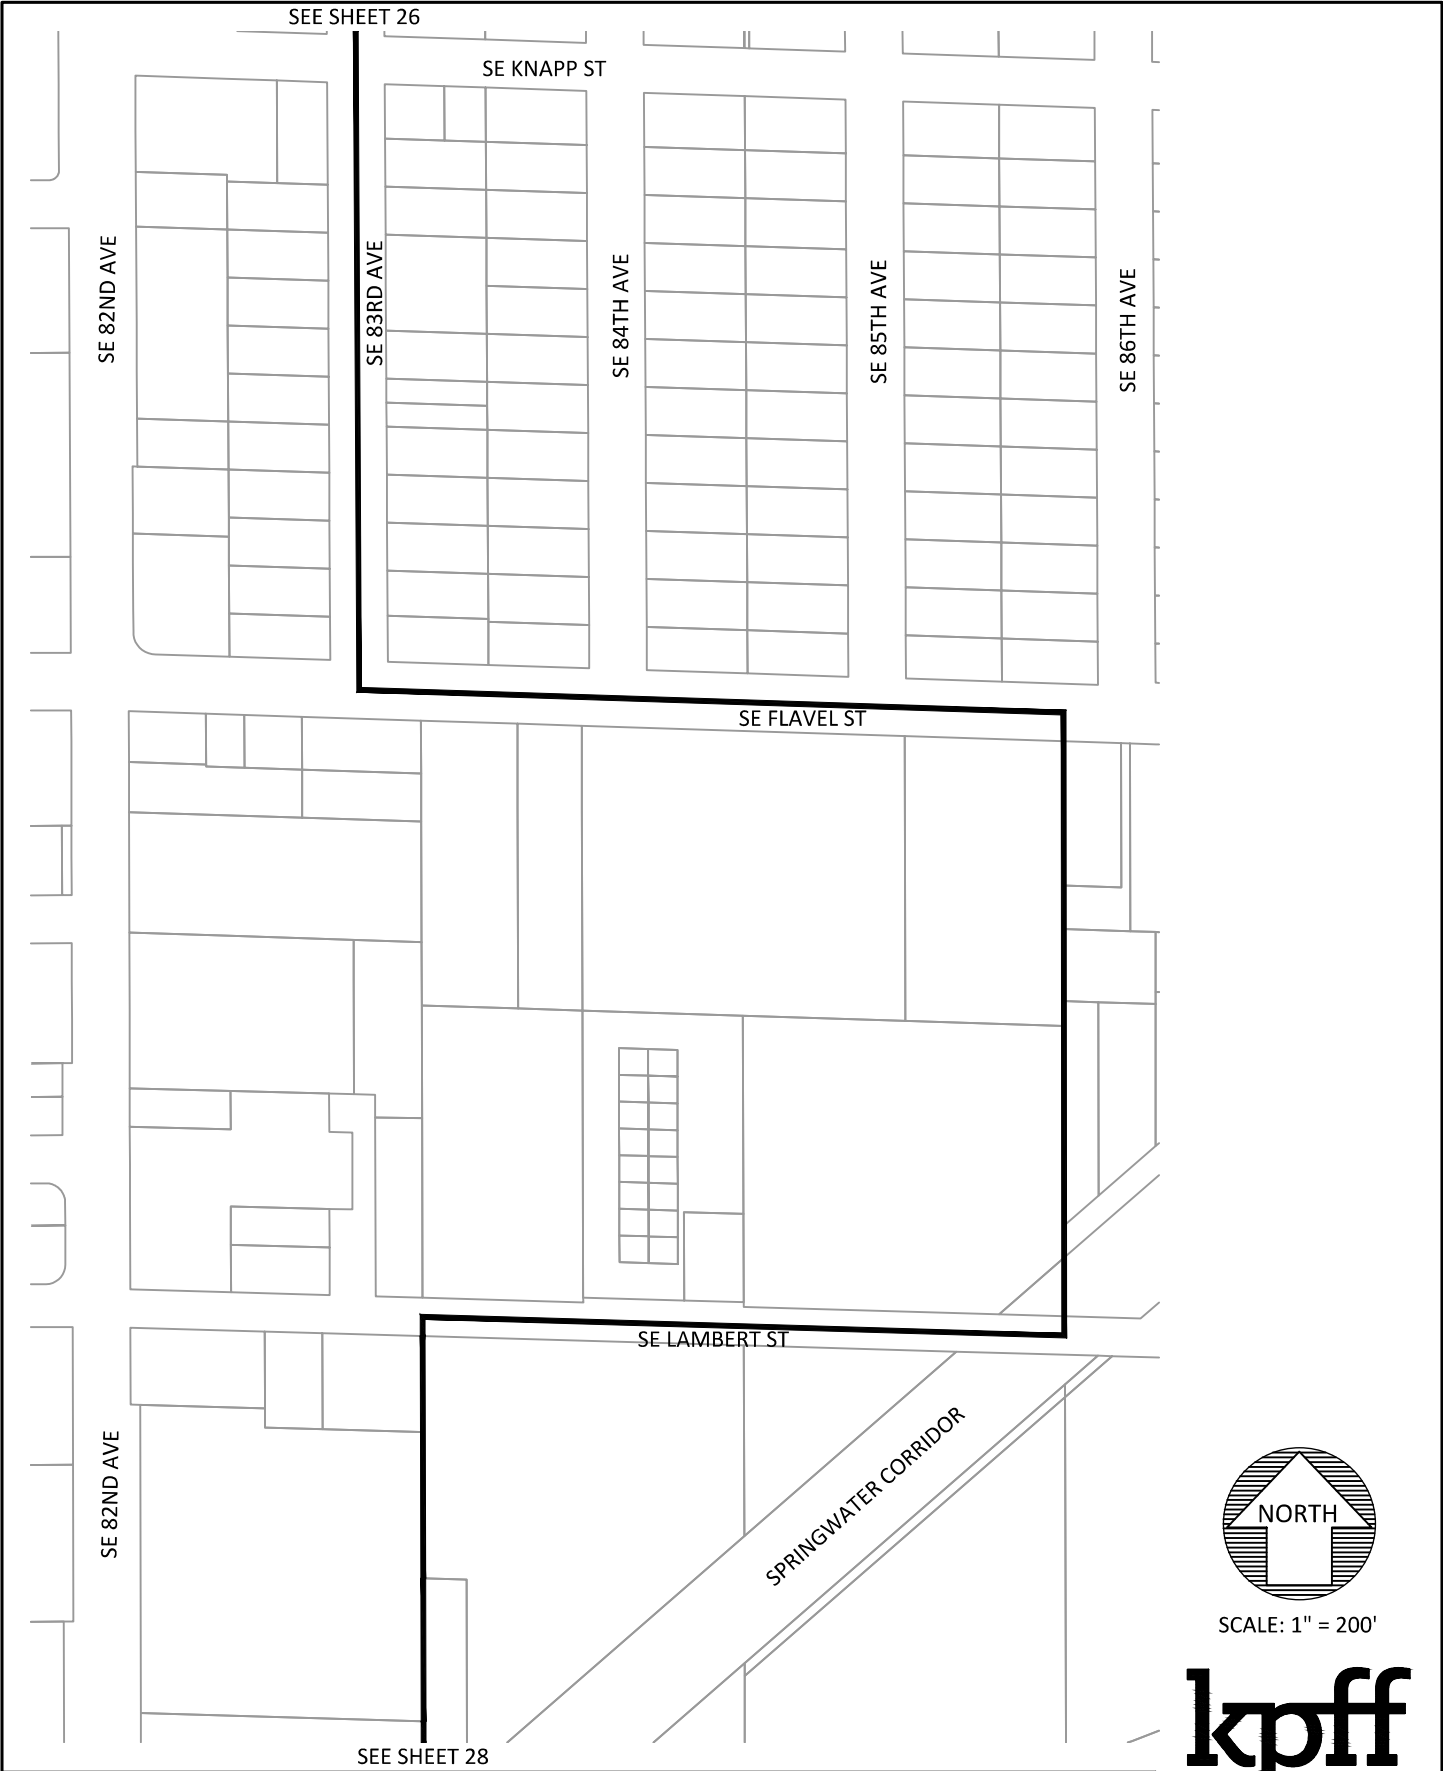 SEE SHEET 26
SE KNAPP ST
SE 82ND AVE
SE 83RD AVE
SE 84TH AVE
SE 85TH AVE
SE 86TH AVE
SE FLAVEL ST
SE LAMBERT ST
SE 82ND AVE
SPRINGWATER CORRIDOR
NORTH
SCALE: 1" = 200'
kpff
SEE SHEET 28